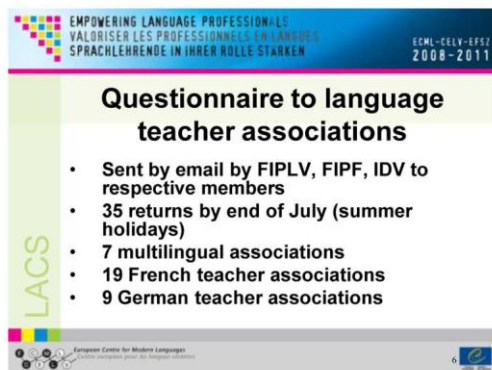 EMPOWERING LANGUAGE PROFESSIONALS
VALORISER LES PROFESSIONNELS EN LANGUES
SPRACHLEHRENDE IN IHRER ROLLE STÄRKEN
ECML-CELV-EFSZ
2008-2011
Questionnaire to language
teacher associations
• Sent by email by FIPLV, FIPF, IDV to
respective members
• 35 returns by end of July (summer
holidays)
• 7 multilingual associations
• 19 French teacher associations
• 9 German teacher associations
LACS
European Centre for Modern Languages
Centre européen pour les langues vivantes
6